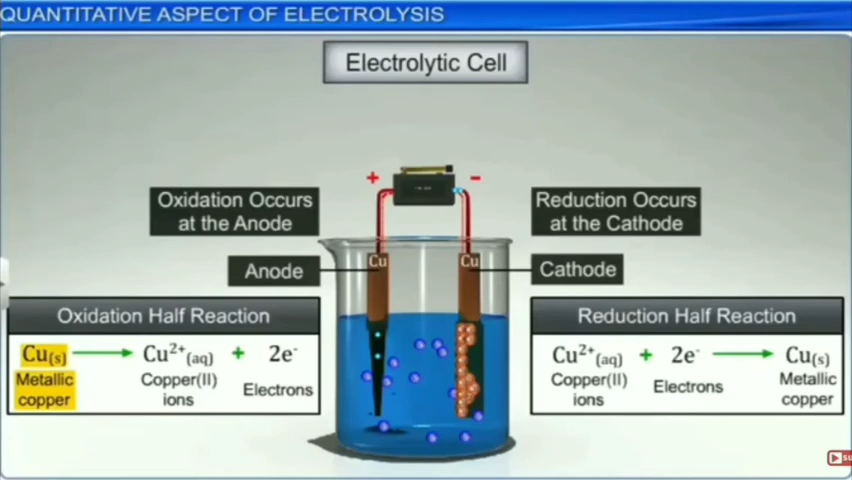 QUANTITATIVE ASPECT OF ELECTROLYSIS
Electrolytic Cell
+ -
Oxidation Occurs
at the Anode
Reduction Occurs
at the Cathode
Cu
Cu
Anode
Cathode
Oxidation Half Reaction
Cu(s) → Cu²⁺(aq) + 2e⁻
Metallic
copper
Copper(II)
ions
Electrons
Reduction Half Reaction
Cu²⁺(aq) + 2e⁻ → Cu(s)
Copper(II)
ions
Electrons
Metallic
copper